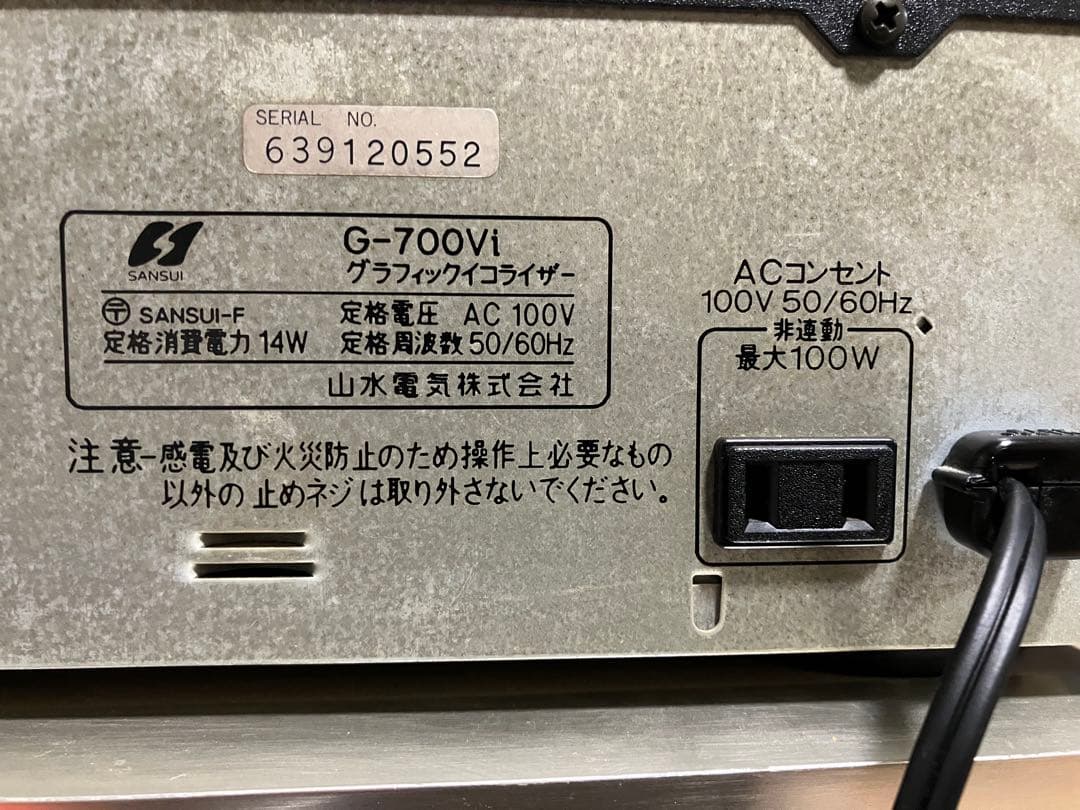 SERIAL NO.
639120552
SANSUI
G-700Vi
グラフィックイコライザー
〒 SANSUI-F
定格電圧 AC 100V
定格消費電力 14W
定格周波数 50/60Hz
山水電気株式会社
注意-感電及び火災防止のため操作上必要なもの
以外の止めネジは取り外さないでください。
ACコンセント
100V 50/60Hz
非連動
最大100W